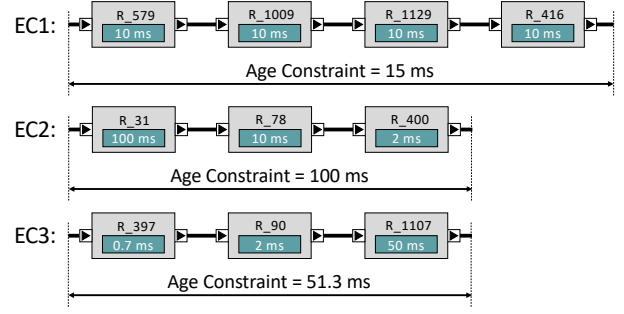 EC1:
R_579
10 ms
R_1009
10 ms
R_1129
10 ms
R_416
10 ms
Age Constraint = 15 ms
EC2:
R_31
100 ms
R_78
10 ms
R_400
2 ms
Age Constraint = 100 ms
EC3:
R_397
0.7 ms
R_90
2 ms
R_1107
50 ms
Age Constraint = 51.3 ms